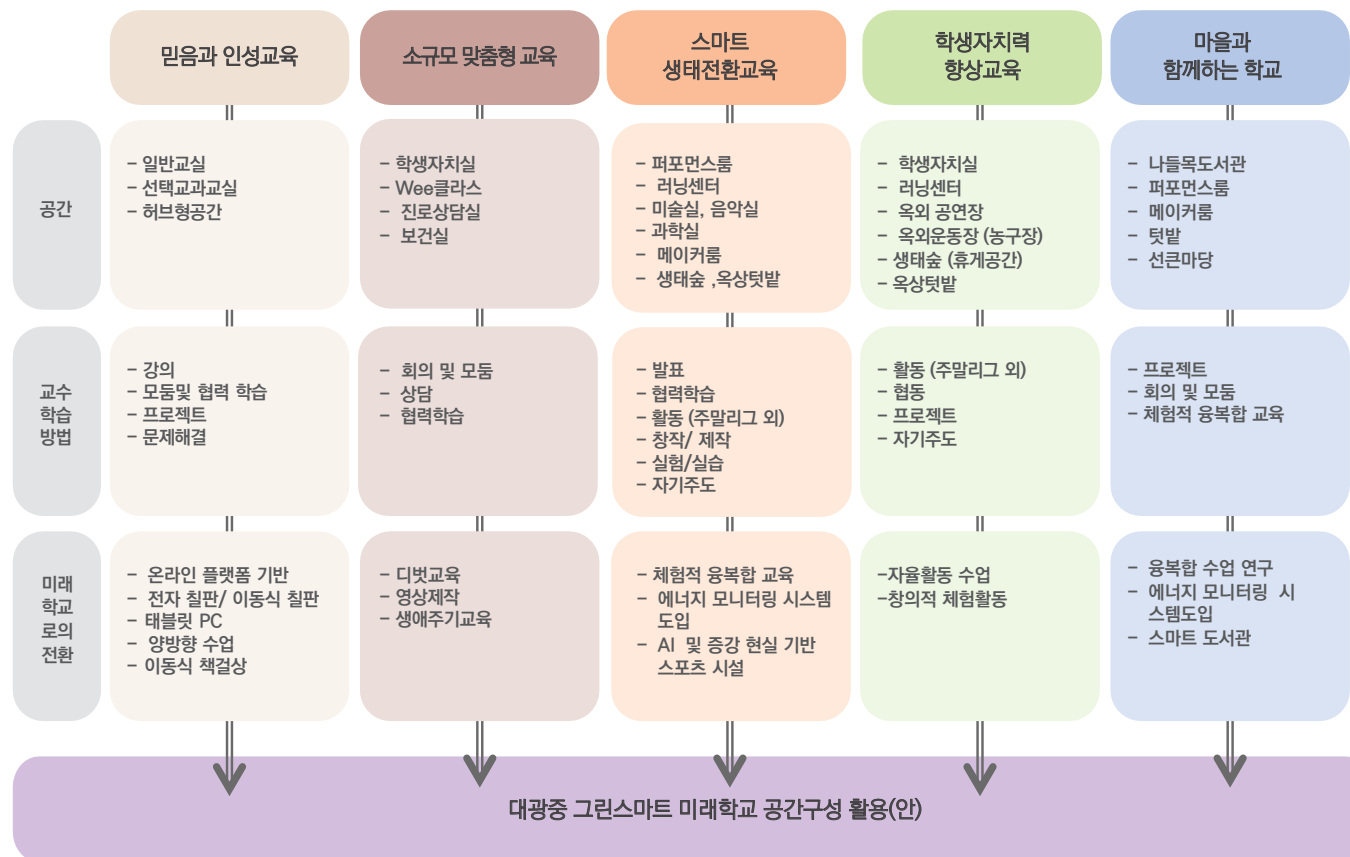 믿음과 인성교육
소규모 맞춤형 교육
스마트
생태전환교육
학생자치력
향상교육
마을과
함께하는 학교
공간
- 일반교실
- 선택교과교실
- 허브형공간
- 학생자치실
- Wee클라스
- 진로상담실
- 보건실
- 퍼포먼스룸
- 러닝센터
- 미술실, 음악실
- 과학실
- 메이커룸
- 생태숲 ,옥상텃밭
- 학생자치실
- 러닝센터
- 옥외 공연장
- 옥외운동장 (농구장)
- 생태숲 (휴게공간)
- 옥상텃밭
- 나들목도서관
- 퍼포먼스룸
- 메이커룸
- 텃밭
- 선큰마당
교수
학습
방법
- 강의
- 모둠및 협력 학습
- 프로젝트
- 문제해결
- 회의 및 모둠
- 상담
- 협력학습
- 발표
- 협력학습
- 활동 (주말리그 외)
- 창작/ 제작
- 실험/실습
- 자기주도
- 활동 (주말리그 외)
- 협동
- 프로젝트
- 자기주도
- 프로젝트
- 회의 및 모둠
- 체험적 융복합 교육
미래
학교
로의
전환
- 온라인 플랫폼 기반
- 전자 칠판/ 이동식 칠판
- 태블릿 PC
- 양방향 수업
- 이동식 책걸상
- 디벗교육
- 영상제작
- 생애주기교육
- 체험적 융복합 교육
- 에너지 모니터링 시스템
도입
- AI 및 증강 현실 기반
스포츠 시설
-자율활동 수업
-창의적 체험활동
- 융복합 수업 연구
- 에너지 모니터링 시
스템도입
- 스마트 도서관
대광중 그린스마트 미래학교 공간구성 활용(안)